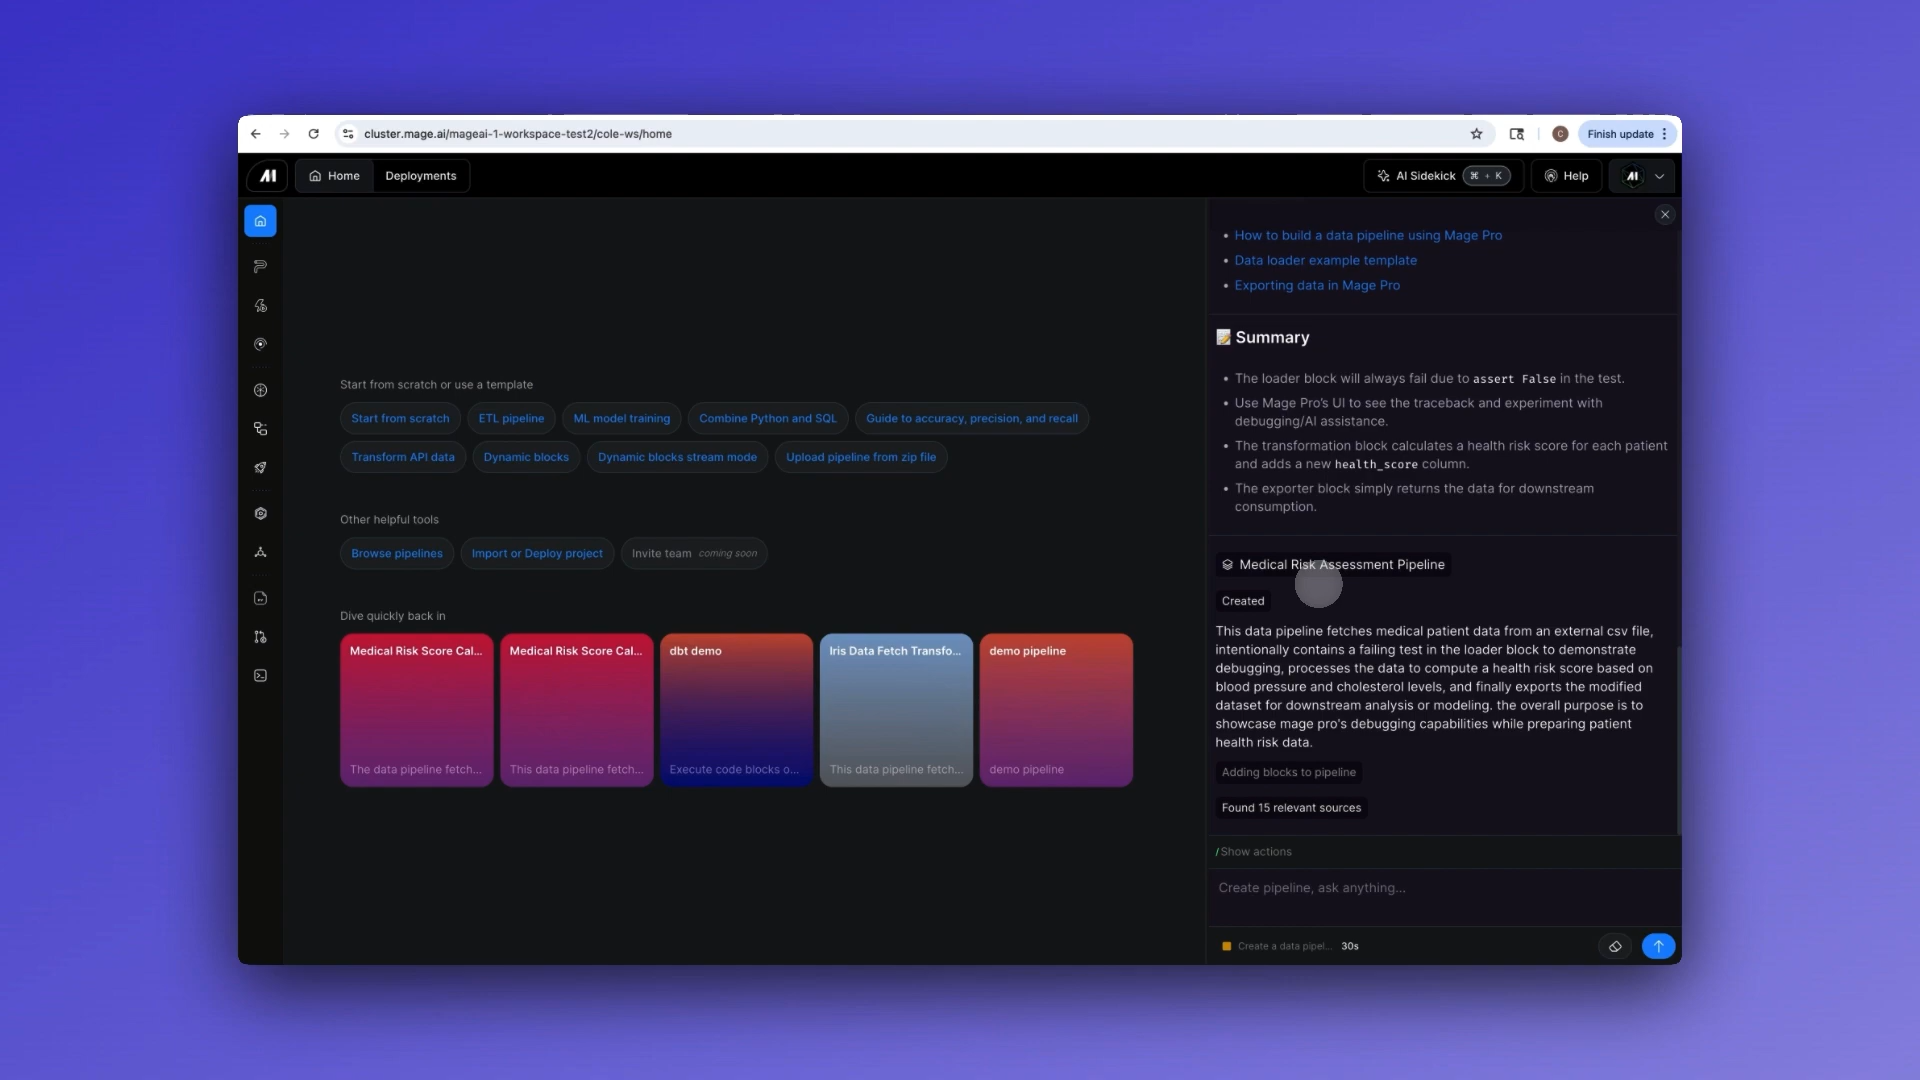 cluster.mage.ai/mageai-1-workspace-test2/cole-ws/home
C
Finish update
Home
Deployments
AI Sidekick ⌘ + K
Help
Start from scratch or use a template
Start from scratch
ETL pipeline
ML model training
Combine Python and SQL
Guide to accuracy, precision, and recall
Transform API data
Dynamic blocks
Dynamic blocks stream mode
Upload pipeline from zip file
Other helpful tools
Browse pipelines
Import or Deploy project
Invite team coming soon
Dive quickly back in
Medical Risk Score Cal...
The data pipeline fetch...
Medical Risk Score Cal...
This data pipeline fetch...
dbt demo
Execute code blocks o...
Iris Data Fetch Transfo...
This data pipeline fetch...
demo pipeline
demo pipeline
• How to build a data pipeline using Mage Pro
• Data loader example template
• Exporting data in Mage Pro
📝 Summary
• The loader block will always fail due to assert False in the test.
• Use Mage Pro's UI to see the traceback and experiment with
debugging/AI assistance.
• The transformation block calculates a health risk score for each patient
and adds a new health_score column.
• The exporter block simply returns the data for downstream
consumption.
Medical Risk Assessment Pipeline
Created
This data pipeline fetches medical patient data from an external csv file,
intentionally contains a failing test in the loader block to demonstrate
debugging, processes the data to compute a health risk score based on
blood pressure and cholesterol levels, and finally exports the modified
dataset for downstream analysis or modeling. the overall purpose is to
showcase mage pro's debugging capabilities while preparing patient
health risk data.
Adding blocks to pipeline
Found 15 relevant sources
/Show actions
Create pipeline, ask anything...
Create a data pipel... 30s